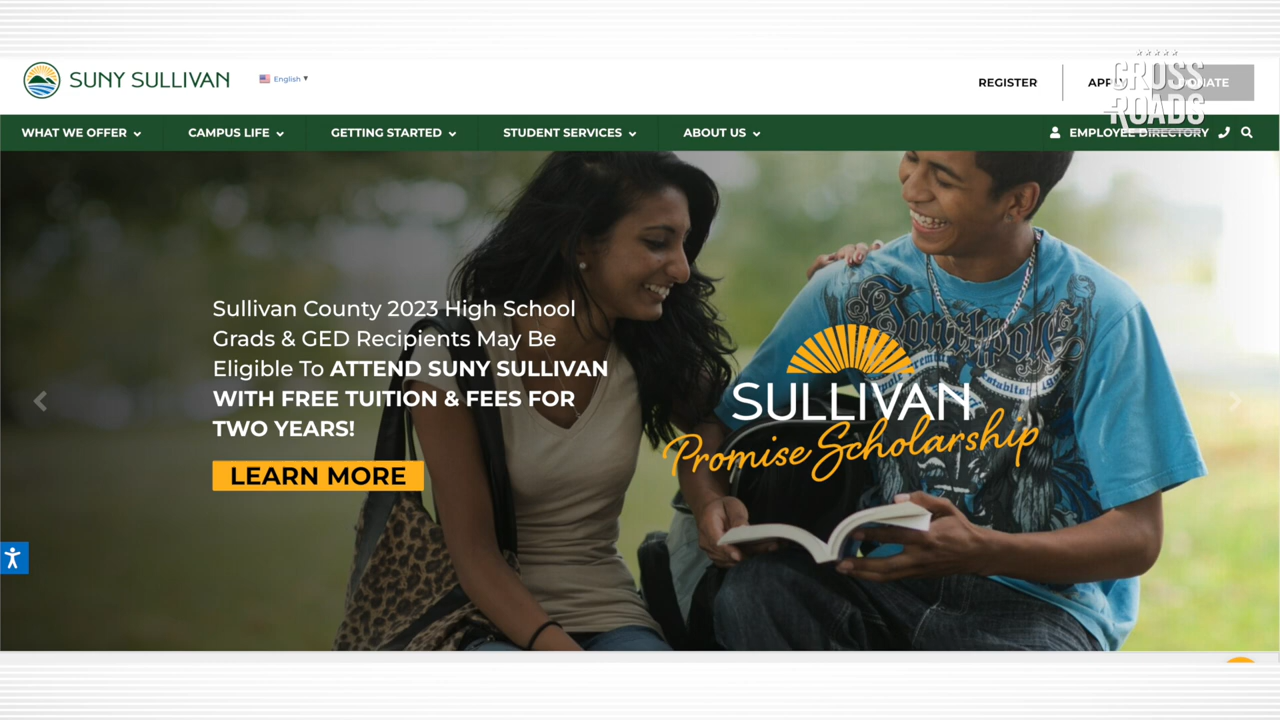 SUNY SULLIVAN
English
REGISTER
CROSS
ROADS
WHAT WE OFFER
CAMPUS LIFE
GETTING STARTED
STUDENT SERVICES
ABOUT US
EMPLOYEE DIRECTORY
Sullivan County 2023 High School
Grads & GED Recipients May Be
Eligible To ATTEND SUNY SULLIVAN
WITH FREE TUITION & FEES FOR
TWO YEARS!
LEARN MORE
SULLIVAN
Promise Scholarship
Southpole